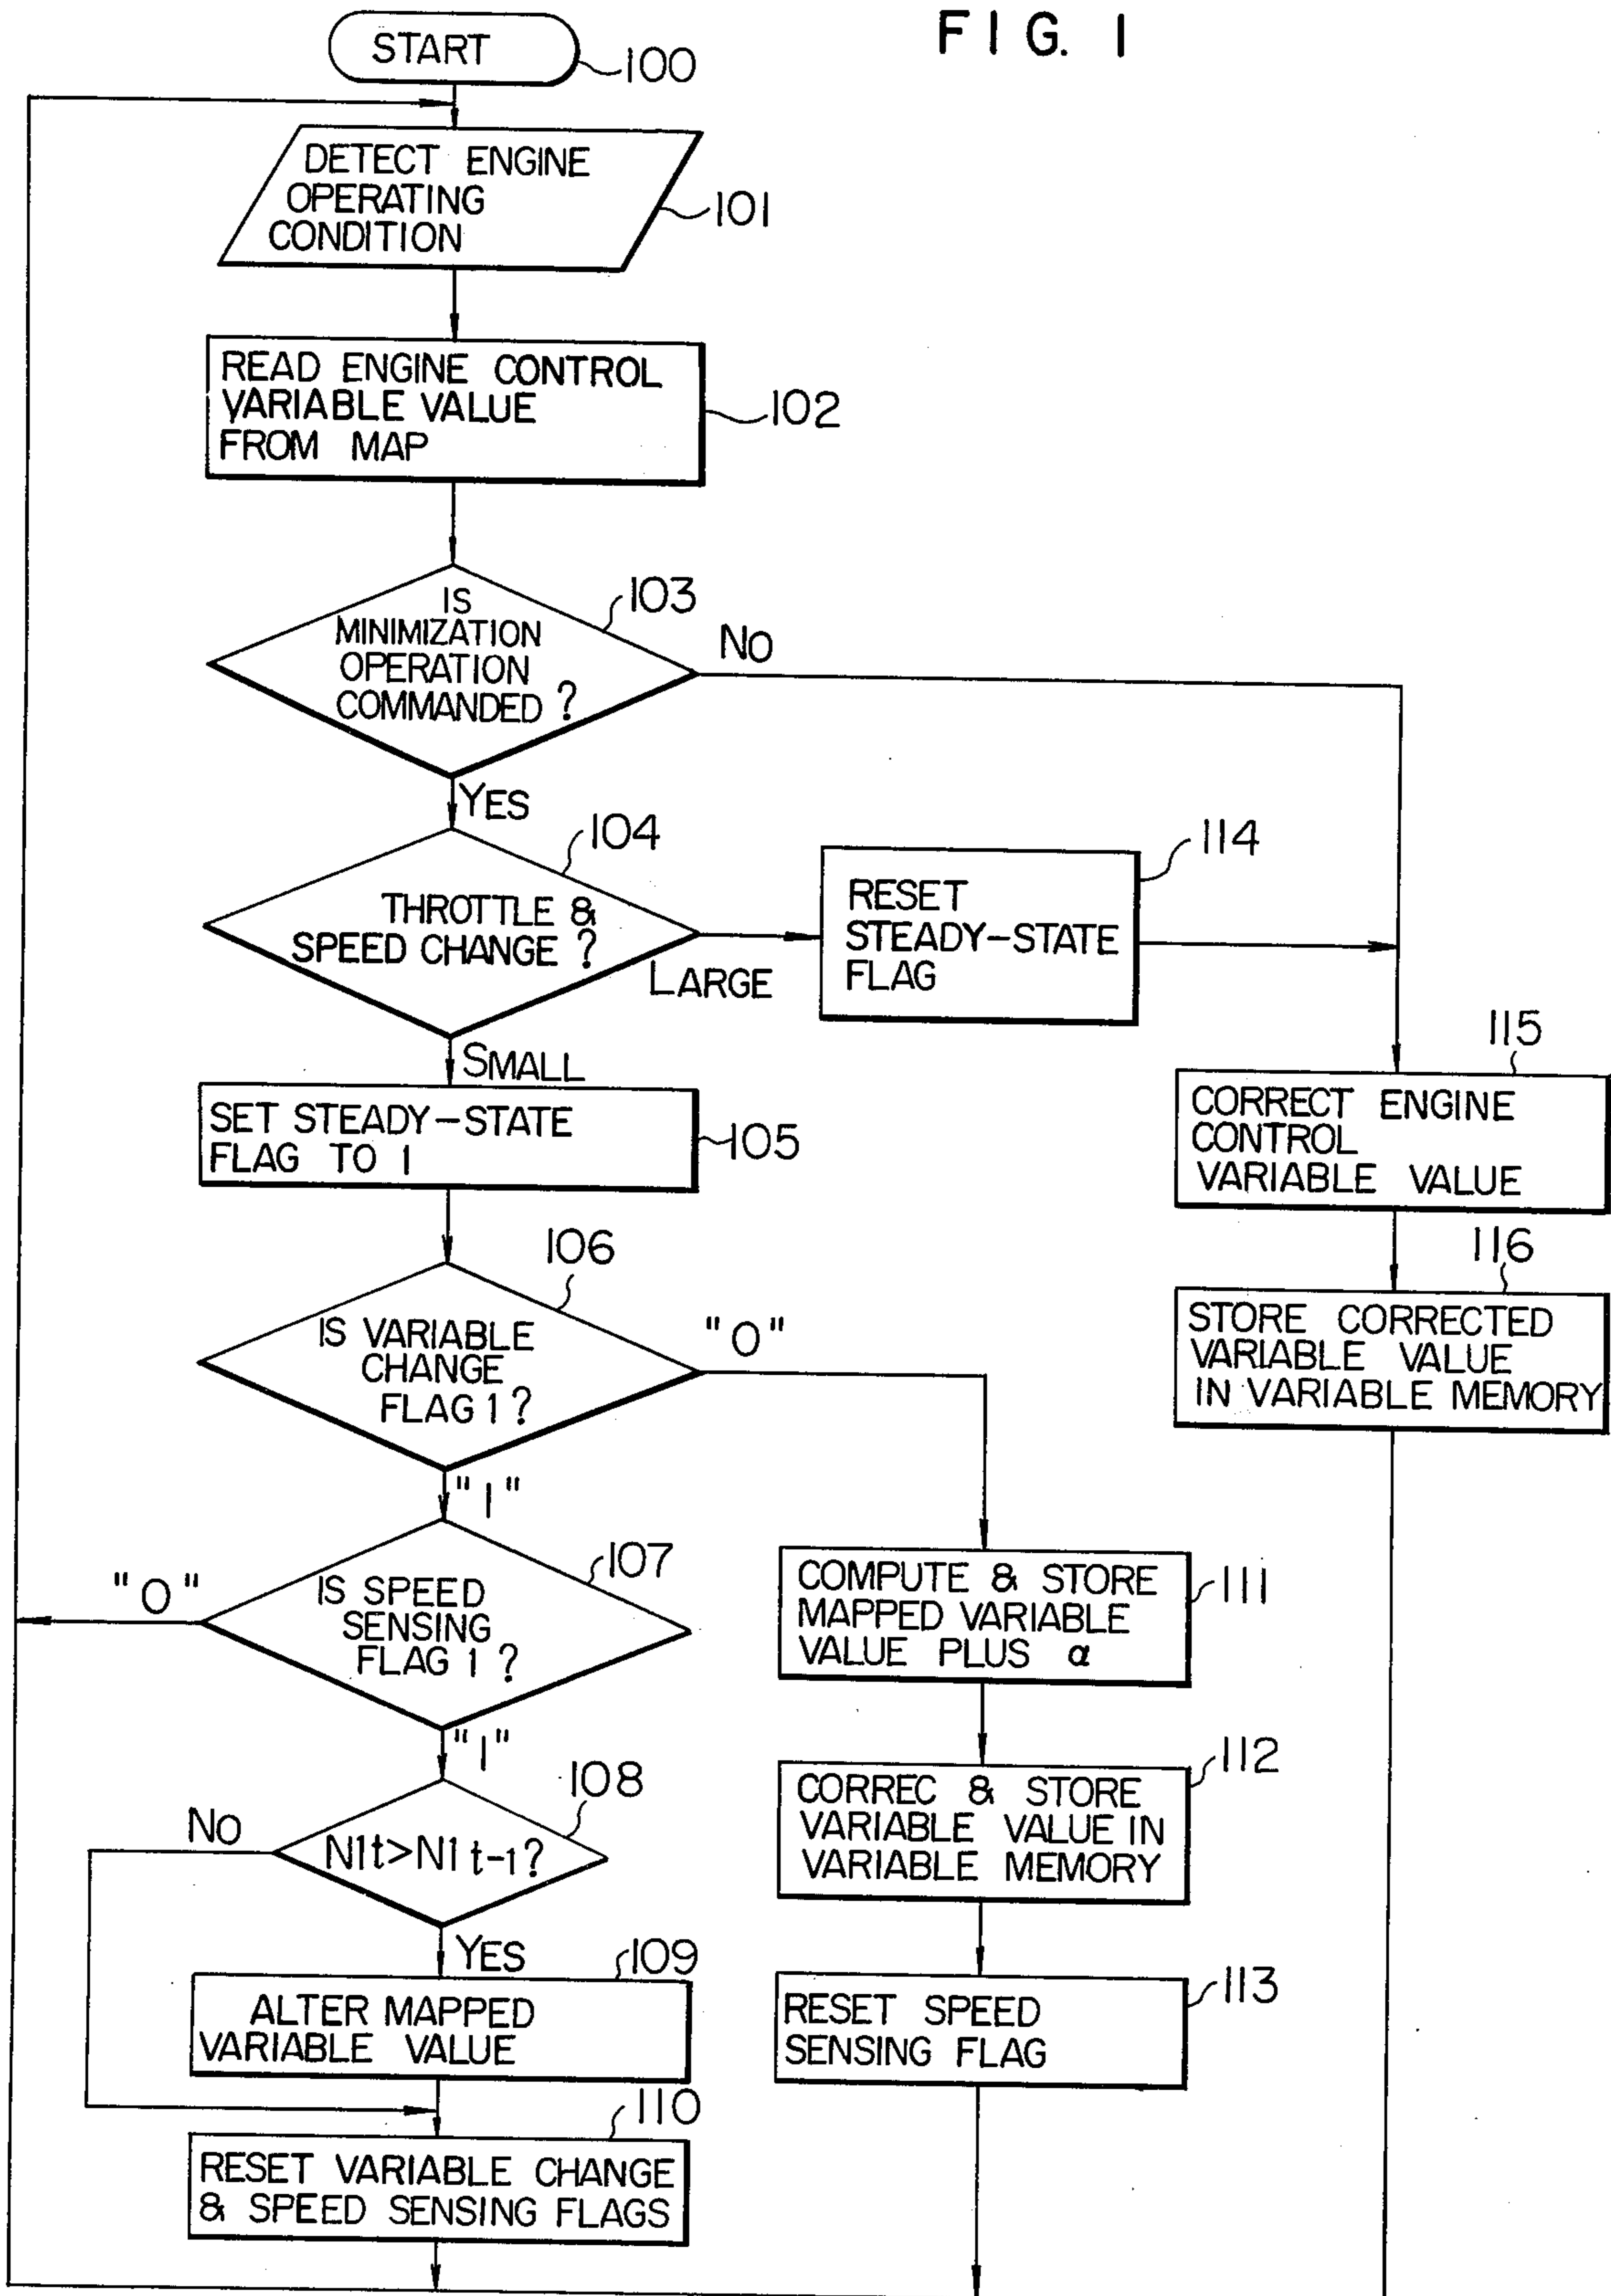 FIG. 1
START
100
DETECT ENGINE
OPERATING
CONDITION
101
READ ENGINE CONTROL
VARIABLE VALUE
FROM MAP
102
IS
MINIMIZATION
OPERATION
COMMANDED ?
103
NO
YES
THROTTLE &
SPEED CHANGE ?
104
LARGE
RESET
STEADY-STATE
FLAG
114
SMALL
SET STEADY-STATE
FLAG TO 1
105
115
CORRECT ENGINE
CONTROL
VARIABLE VALUE
116
STORE CORRECTED
VARIABLE VALUE
IN VARIABLE MEMORY
106
IS VARIABLE
CHANGE
FLAG 1 ?
"0"
"1"
107
IS SPEED
SENSING
FLAG 1 ?
"0"
"1"
COMPUTE & STORE
MAPPED VARIABLE
VALUE PLUS α
111
108
N1t>N1t-1?
NO
YES
CORREC & STORE
VARIABLE VALUE IN
VARIABLE MEMORY
112
109
ALTER MAPPED
VARIABLE VALUE
RESET SPEED
SENSING FLAG
113
110
RESET VARIABLE CHANGE
& SPEED SENSING FLAGS